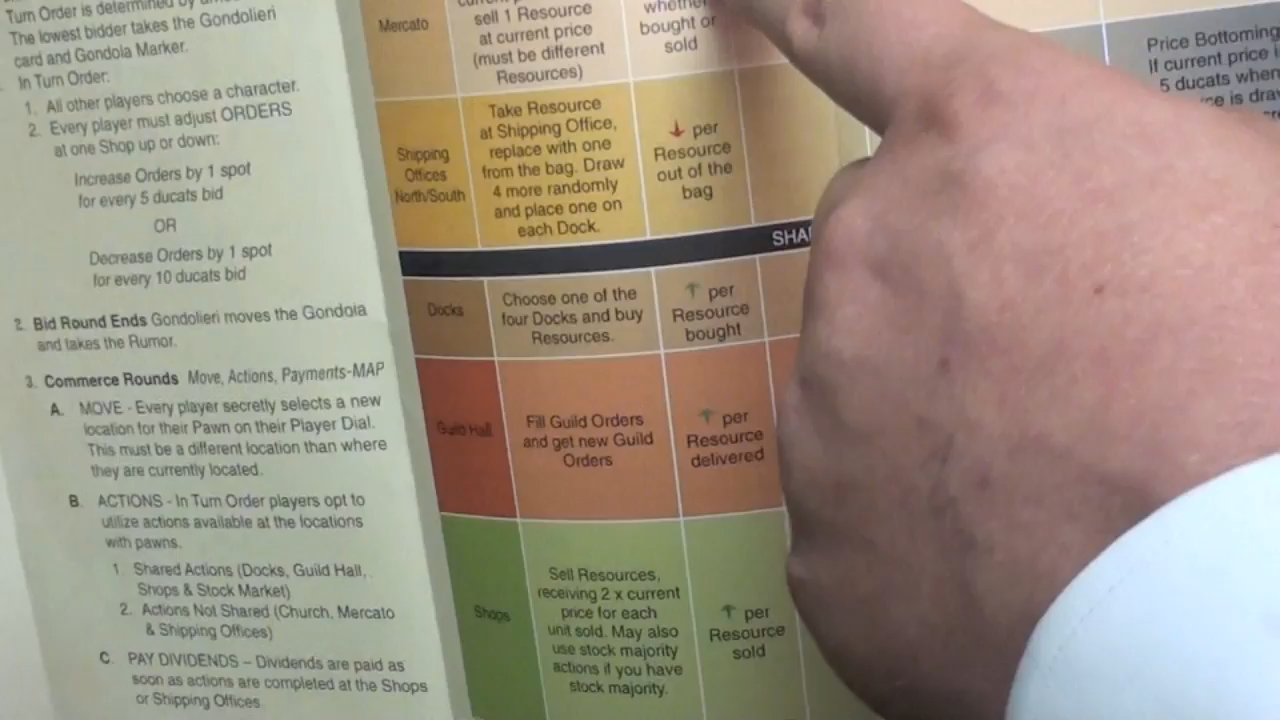 Turn Order is determined by
The lowest bidder takes the Gondolieri
card and Gondola Marker.
In Turn Order:
1. All other players choose a character.
2. Every player must adjust ORDERS
at one Shop up or down:
Increase Orders by 1 spot
for every 5 ducats bid
OR
Decrease Orders by 1 spot
for every 10 ducats bid
2. Bid Round Ends Gondolieri moves the Gondola
and takes the Rumor.
3. Commerce Rounds Move, Actions, Payments-MAP
A. MOVE - Every player secretly selects a new
location for their Pawn on their Player Dial.
This must be a different location than where
they are currently located.
B. ACTIONS - In Turn Order players opt to
utilize actions available at the locations
with pawns.
1. Shared Actions (Docks, Guild Hall,
Shops & Stock Market)
2. Actions Not Shared (Church, Mercato
& Shipping Offices)
C. PAY DIVIDENDS – Dividends are paid as
soon as actions are completed at the Shops
or Shipping Offices
Mercato
sell 1 Resource
at current price
(must be different
Resources)
whether
bought or
sold
Shipping
Offices
North/South
Take Resource
at Shipping Office,
replace with one
from the bag. Draw
4 more randomly
and place one on
each Dock.
↓ per
Resource
out of the
bag
Docks
Choose one of the
four Docks and buy
Resources.
↑ per
Resource
bought
Guild Hall
Fill Guild Orders
and get new Guild
Orders
↑ per
Resource
delivered
Shops
Sell Resources,
receiving 2 x current
price for each
unit sold. May also
use stock majority
actions if you have
stock majority.
↑ per
Resource
sold
Price Bottoming
If current price
5 ducats when
is